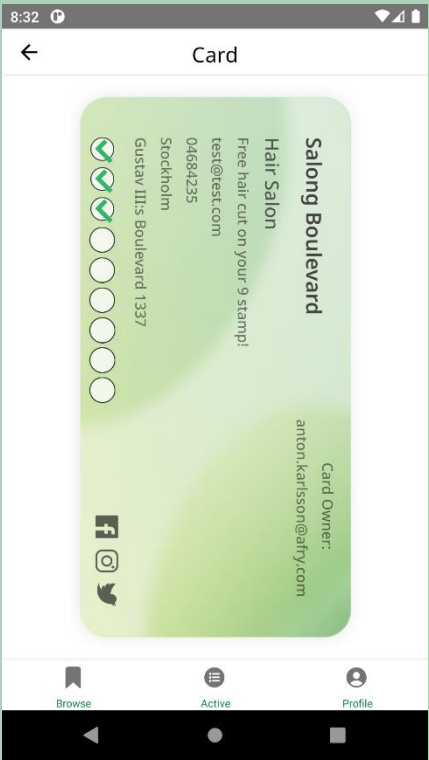 8:32
Card
Salong Boulevard
Hair Salon
Free hair cut on your 9 stamp!
test@test.com
04684235
Stockholm
Gustav III:s Boulevard 1337
Card Owner:
anton.karlsson@afry.com
Browse
Active
Profile